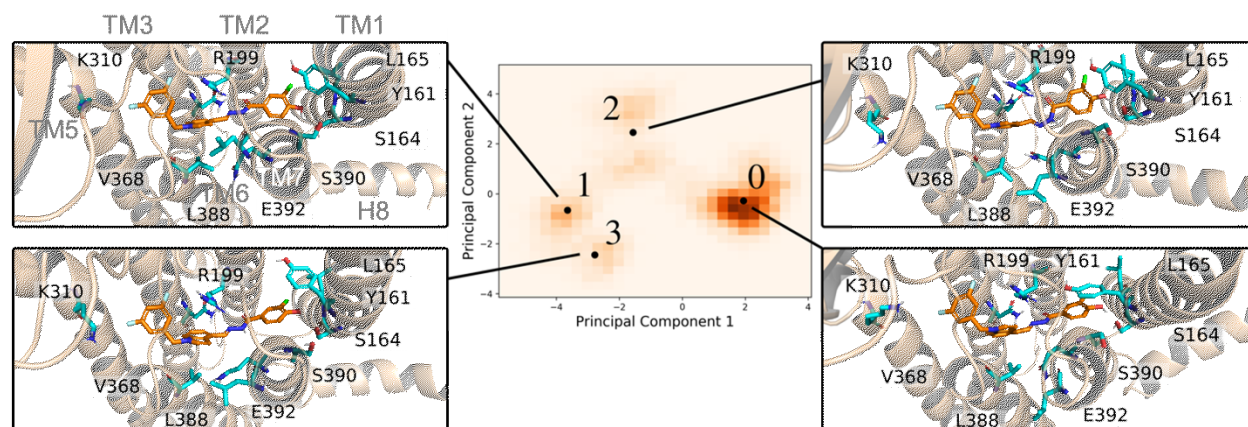 TM3 TM2 TM1
K310
R199
L165
Y161
TM5
S164
V368
TM7
S390
TM6
L388
E392
H8
R199
L165
K310
Y161
S164
V368
S390
L388
E392
Principal Component 2
4
2
0
−2
−4
2
1
0
3
−4 −2 0 2 4
Principal Component 1
K310
R199
L165
Y161
S164
V368
S390
L388
E392
R199 Y161
L165
K310
S164
V368
S390
L388
E392